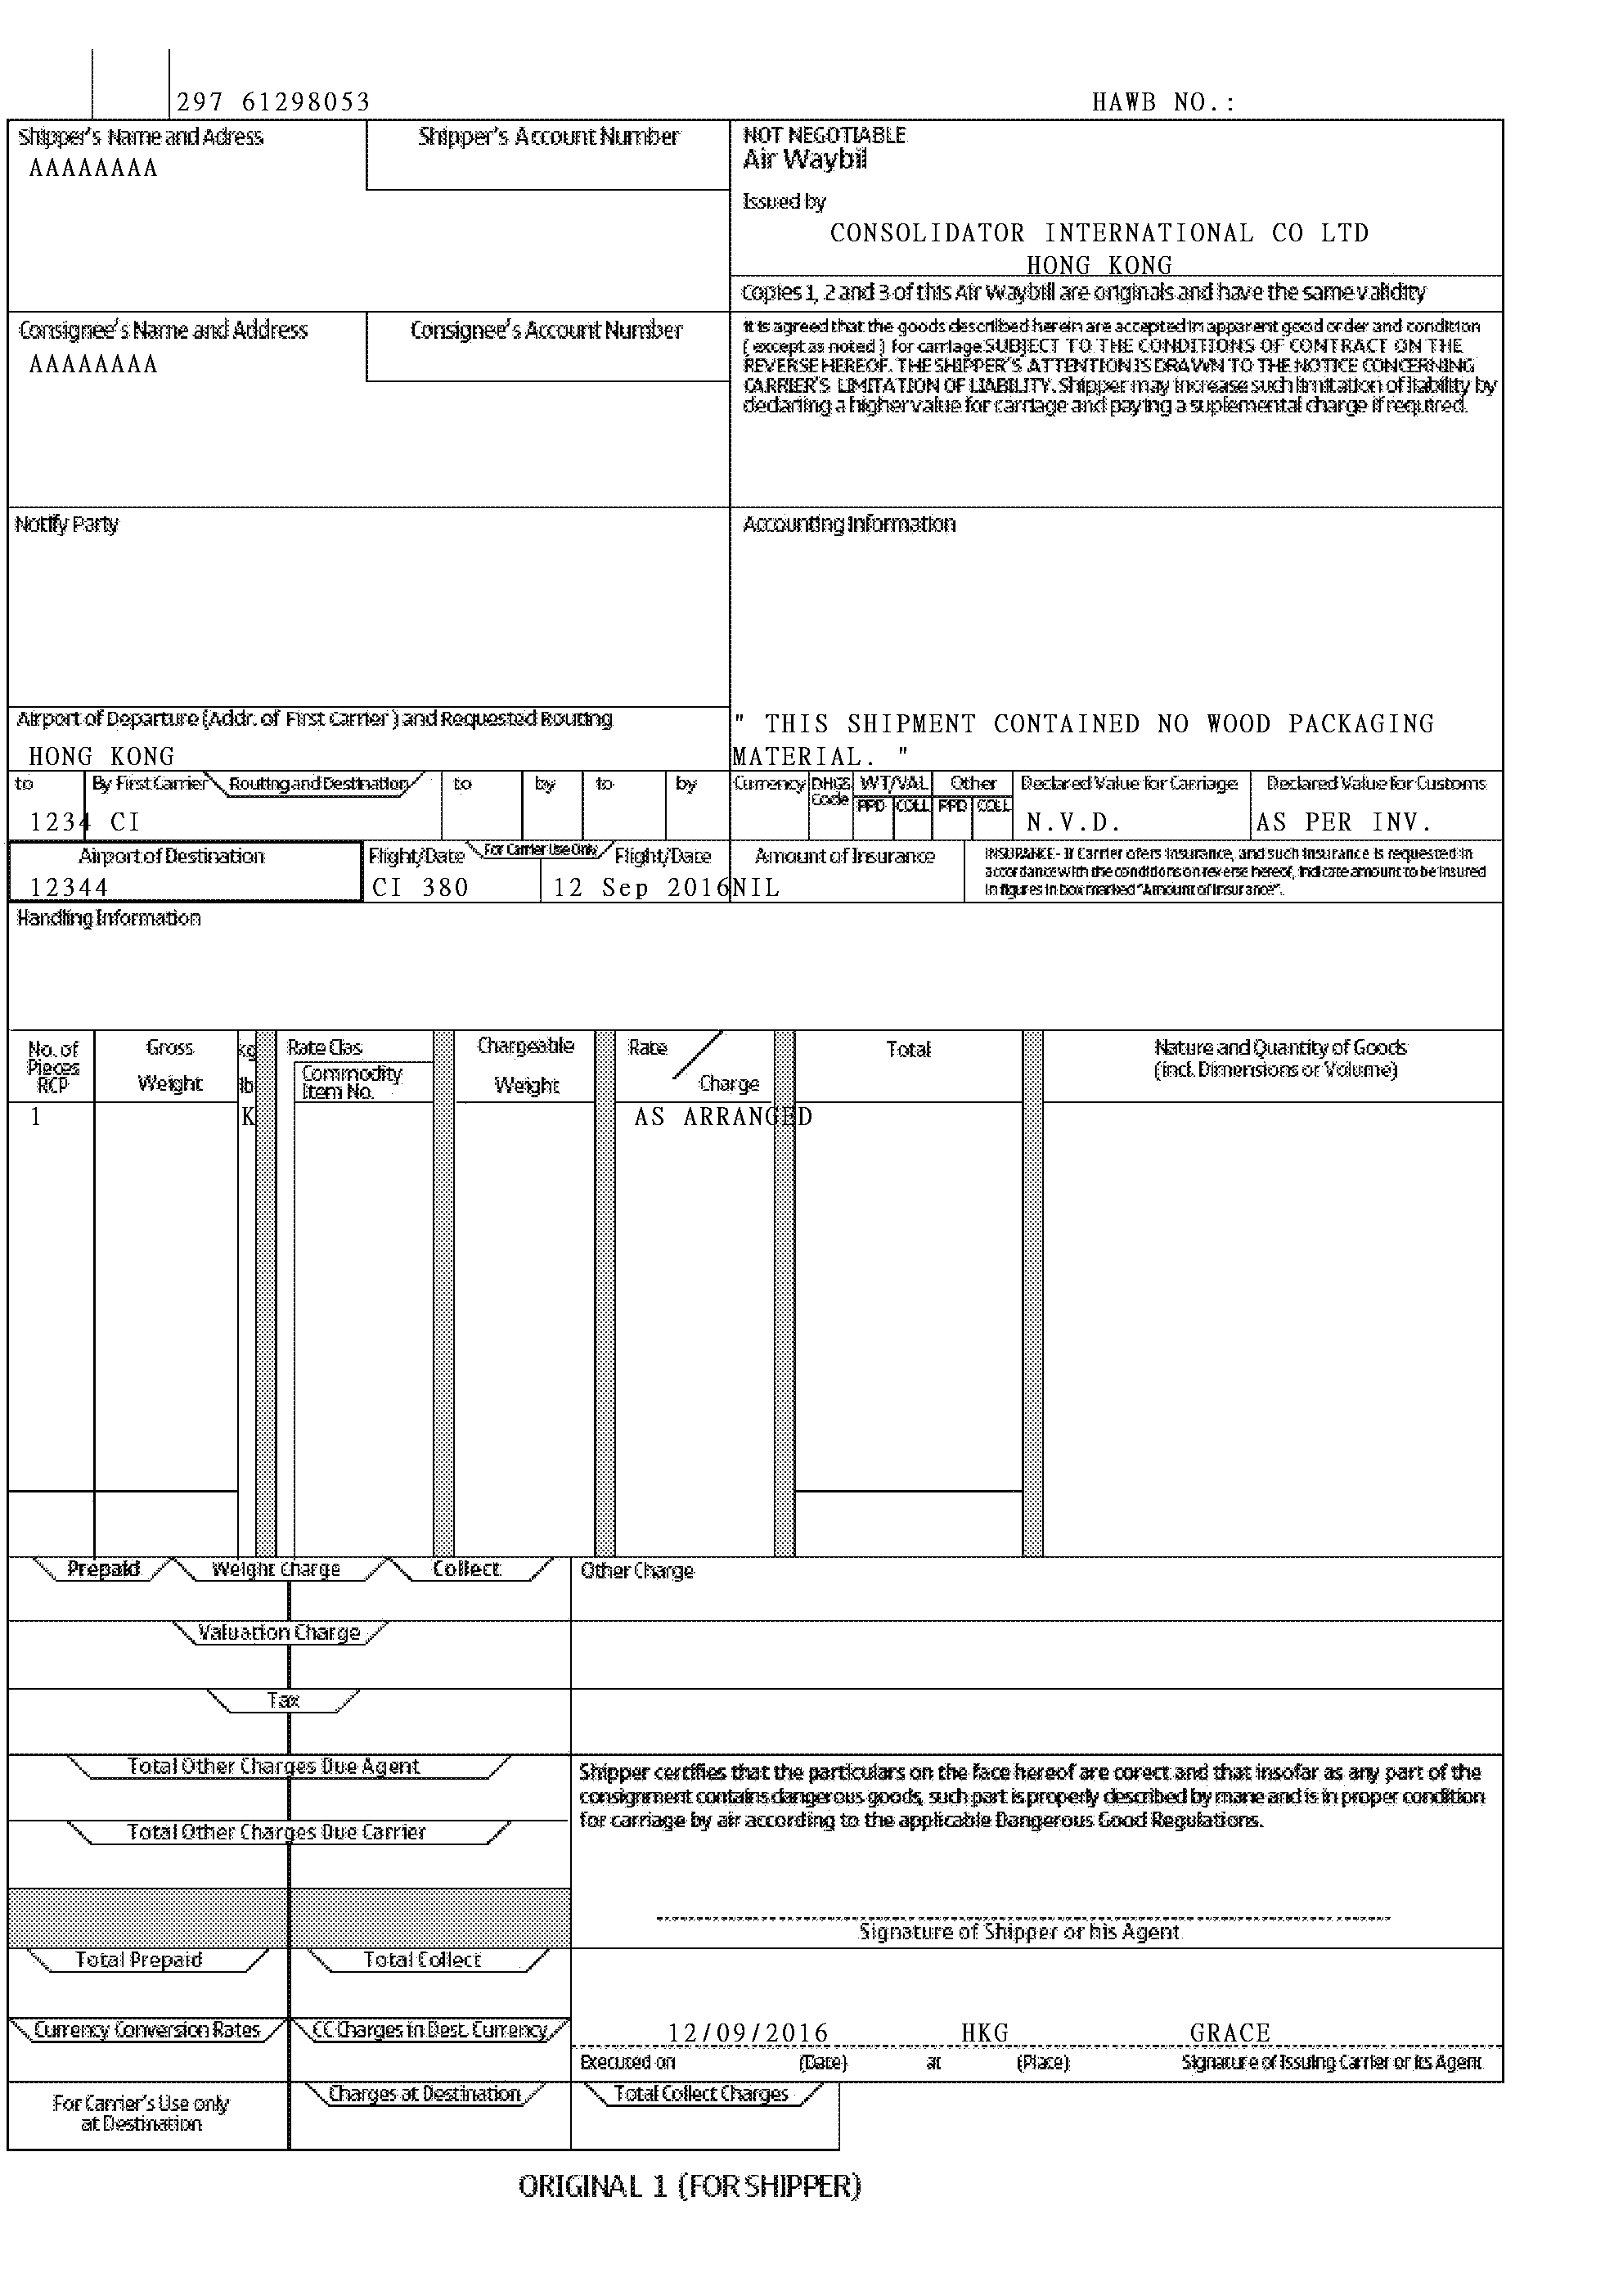 297 61298053
HAWB NO.:
Shipper's Name and Adress
Shipper's Account Number
AAAAAAAA
NOT NEGOTIABLE
Air Waybil
Issued by
CONSOLIDATOR INTERNATIONAL CO LTD
HONG KONG
Copies 1, 2 and 3 of this Air Waybill are originals and have the same validity
Consignee's Name and Address
Consignee's Account Number
AAAAAAAA
It is agreed that the goods described herein are accepted in apparent good order and condition
( except as noted ) for carriage SUBJECT TO THE CONDITIONS OF CONTRACT ON THE
REVERSE HEREOF. THE SHIPPER'S ATTENTION IS DRAWN TO THE NOTICE CONCERNING
CARRIER'S LIMITATION OF LIABILITY. Shipper may increase such limitation of liability by
declaring a higher value for carriage and paying a suplemental charge if required.
Notify Party
Accounting Information
Airport of Departure (Addr. of First Carrier ) and Requested Routing
HONG KONG
" THIS SHIPMENT CONTAINED NO WOOD PACKAGING
MATERIAL. "
to
By First Carrier
Routing and Destination
to
by
to
by
Currency
CHGS
Code
WT/VAL
Other
PPD
COLL
PPD
COLL
Declared Value for Carriage
Declared Value for Customs
1234 CI
N.V.D.
AS PER INV.
Airport of Destination
Flight/Date
For Carrier Use Only
Flight/Date
Amount of Insurance
12344
CI 380
12 Sep 2016
NIL
INSURANCE - If Carrier ofers insurance, and such insurance is requested in
accordance with the conditions on reverse hereof, indicate amount to be insured
in figures in box marked "Amount of Insurance".
Handling Information
No. of
Pieces
RCP
Gross
Weight
kg
lb
Rate Clas
Commodity
Item No.
Chargeable
Weight
Rate
Charge
Total
Nature and Quantity of Goods
(incl. Dimensions or Volume)
1
K
AS ARRANGED
Prepaid
Weight Charge
Collect
Other Charge
Valuation Charge
Tax
Total Other Charges Due Agent
Shipper certifies that the particulars on the face hereof are corect and that insofar as any part of the
consignment contains dangerous goods, such part is properly described by mane and is in proper condition
for carriage by air according to the applicable Dangerous Good Regulations.
Total Other Charges Due Carrier
Signature of Shipper or his Agent
Total Prepaid
Total Collect
Currency Conversion Rates
CC Charges in Dest. Currency
12/09/2016
HKG
GRACE
Executed on
(Date)
at
(Place)
Signature of Issuing Carrier or its Agent
For Carrier's Use only
at Destination
Charges at Destination
Total Collect Charges
ORIGINAL 1 (FOR SHIPPER)